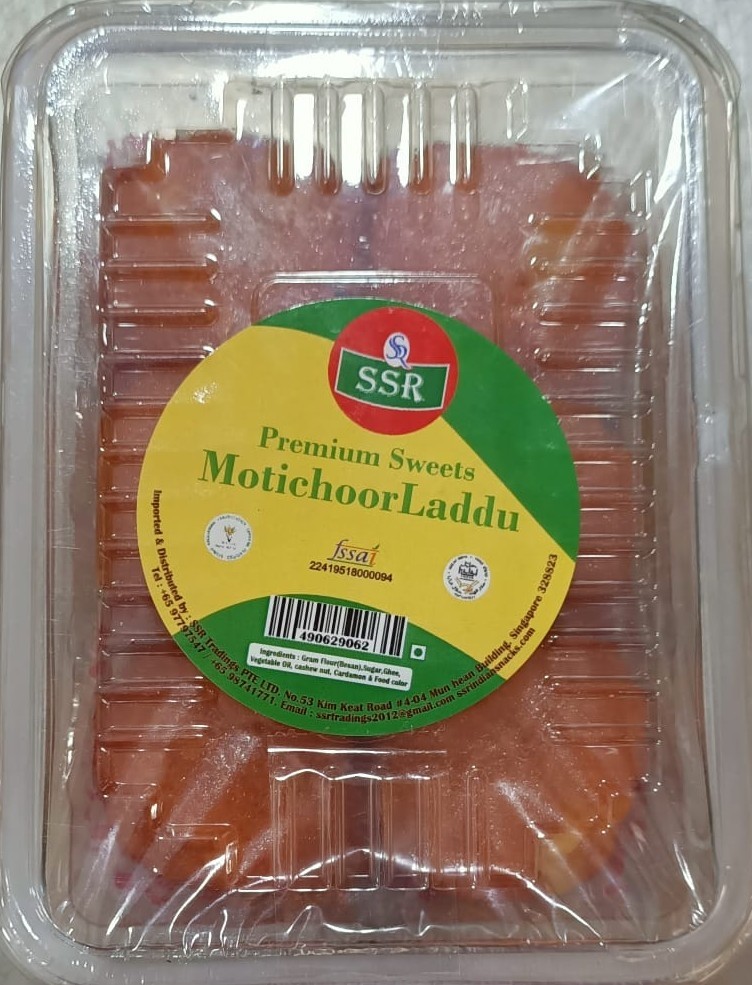 SSR
Premium Sweets
MotichoorLaddu
fssai
22419518000094
490629062
Ingredients : Gram Flour(Besan),Sugar,Ghee,
Vegetable Oil, cashew nut, Cardamon & Food color
Imported & Distributed by : SSR Tradings PTE LTD, No.53 Kim Keat Road #4-04 Mun hean Building, Singapore 328823
Tel : +65 97797547 / +65 98741771, Email : ssrtradings2012@gmail.com ssrindiansnacks.com